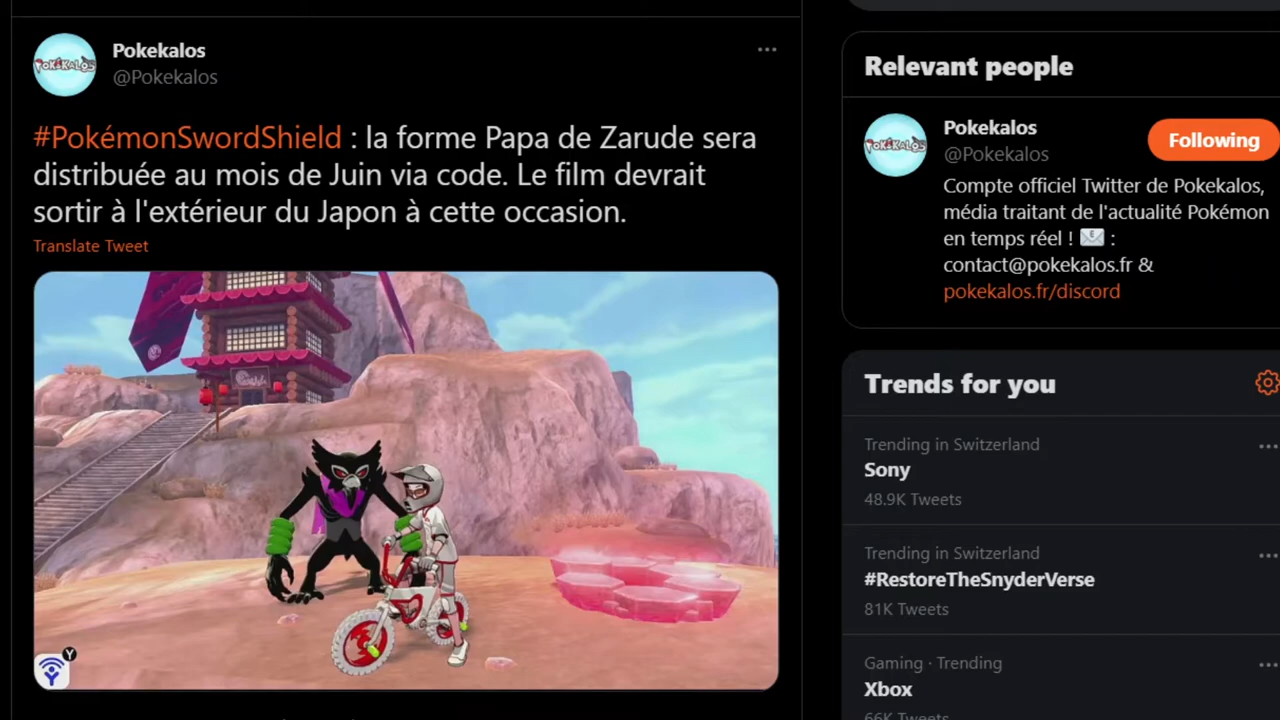 Pokekalos
@Pokekalos
#PokémonSwordShield : la forme Papa de Zarude sera
distribuée au mois de Juin via code. Le film devrait
sortir à l'extérieur du Japon à cette occasion.
Translate Tweet
Y
Relevant people
POKÉKALOS
Pokekalos
@Pokekalos
Following
Compte officiel Twitter de Pokekalos,
média traitant de l'actualité Pokémon
en temps réel ! :
contact@pokekalos.fr &
pokekalos.fr/discord
Trends for you
Trending in Switzerland
Sony
48.9K Tweets
Trending in Switzerland
#RestoreTheSnyderVerse
81K Tweets
Gaming · Trending
Xbox
66K Tweets